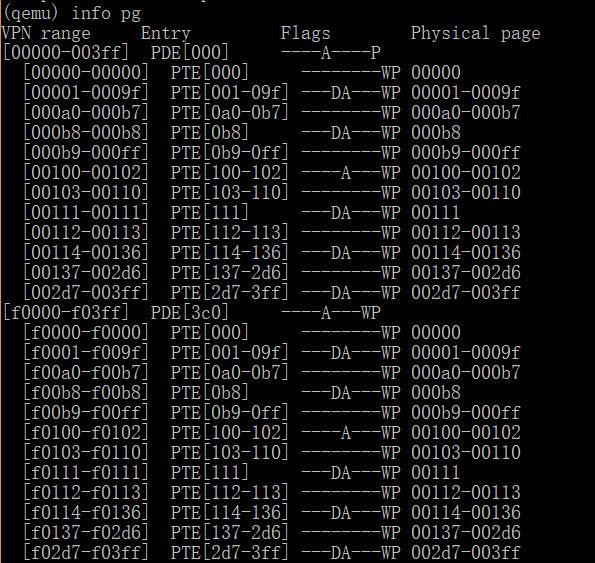 (qemu) info pg
VPN range     Entry         Flags        Physical page
[00000-003ff]  PDE[000]     ----A----P
  [00000-00000]  PTE[000]     --------WP 00000
  [00001-0009f]  PTE[001-09f] ---DA---WP 00001-0009f
  [000a0-000b7]  PTE[0a0-0b7] --------WP 000a0-000b7
  [000b8-000b8]  PTE[0b8]     ---DA---WP 000b8
  [000b9-000ff]  PTE[0b9-0ff] --------WP 000b9-000ff
  [00100-00102]  PTE[100-102] ----A---WP 00100-00102
  [00103-00110]  PTE[103-110] --------WP 00103-00110
  [00111-00111]  PTE[111]     ---DA---WP 00111
  [00112-00113]  PTE[112-113] --------WP 00112-00113
  [00114-00136]  PTE[114-136] ---DA---WP 00114-00136
  [00137-002d6]  PTE[137-2d6] --------WP 00137-002d6
  [002d7-003ff]  PTE[2d7-3ff] ---DA---WP 002d7-003ff
[f0000-f03ff]  PDE[3c0]     ----A---WP
  [f0000-f0000]  PTE[000]     --------WP 00000
  [f0001-f009f]  PTE[001-09f] ---DA---WP 00001-0009f
  [f00a0-f00b7]  PTE[0a0-0b7] --------WP 000a0-000b7
  [f00b8-f00b8]  PTE[0b8]     ---DA---WP 000b8
  [f00b9-f00ff]  PTE[0b9-0ff] --------WP 000b9-000ff
  [f0100-f0102]  PTE[100-102] ----A---WP 00100-00102
  [f0103-f0110]  PTE[103-110] --------WP 00103-00110
  [f0111-f0111]  PTE[111]     ---DA---WP 00111
  [f0112-f0113]  PTE[112-113] --------WP 00112-00113
  [f0114-f0136]  PTE[114-136] ---DA---WP 00114-00136
  [f0137-f02d6]  PTE[137-2d6] --------WP 00137-002d6
  [f02d7-f03ff]  PTE[2d7-3ff] ---DA---WP 002d7-003ff